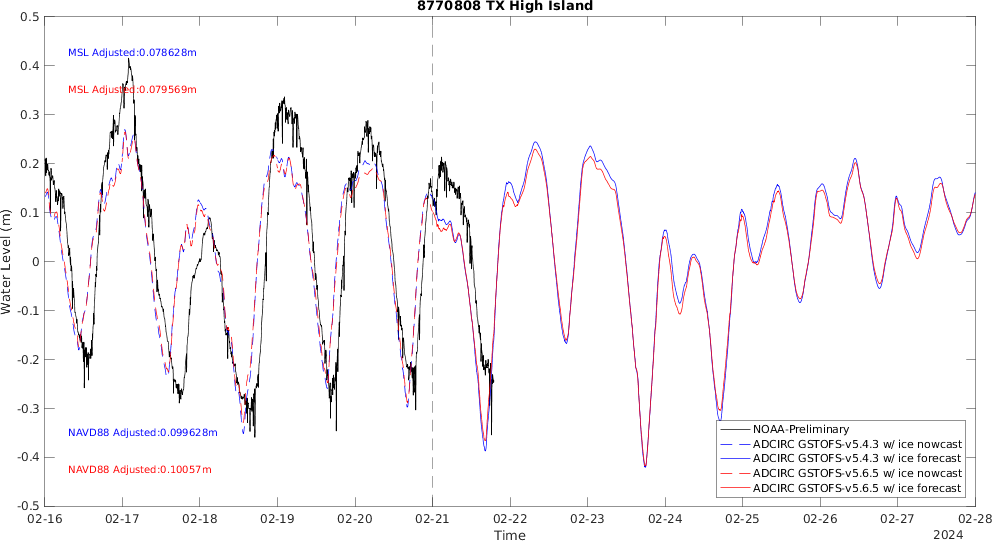 8770808 TX High Island
0.5
0.4
0.3
0.2
0.1
0
-0.1
-0.2
-0.3
-0.4
-0.5
Water Level (m)
MSL Adjusted:0.078628m
MSL Adjusted:0.079569m
NAVD88 Adjusted:0.099628m
NAVD88 Adjusted:0.10057m
NOAA-Preliminary
ADCIRC GSTOFS-v5.4.3 w/ ice nowcast
ADCIRC GSTOFS-v5.4.3 w/ ice forecast
ADCIRC GSTOFS-v5.6.5 w/ ice nowcast
ADCIRC GSTOFS-v5.6.5 w/ ice forecast
02-16 02-17 02-18 02-19 02-20 02-21 02-22 02-23 02-24 02-25 02-26 02-27 02-28
Time
2024